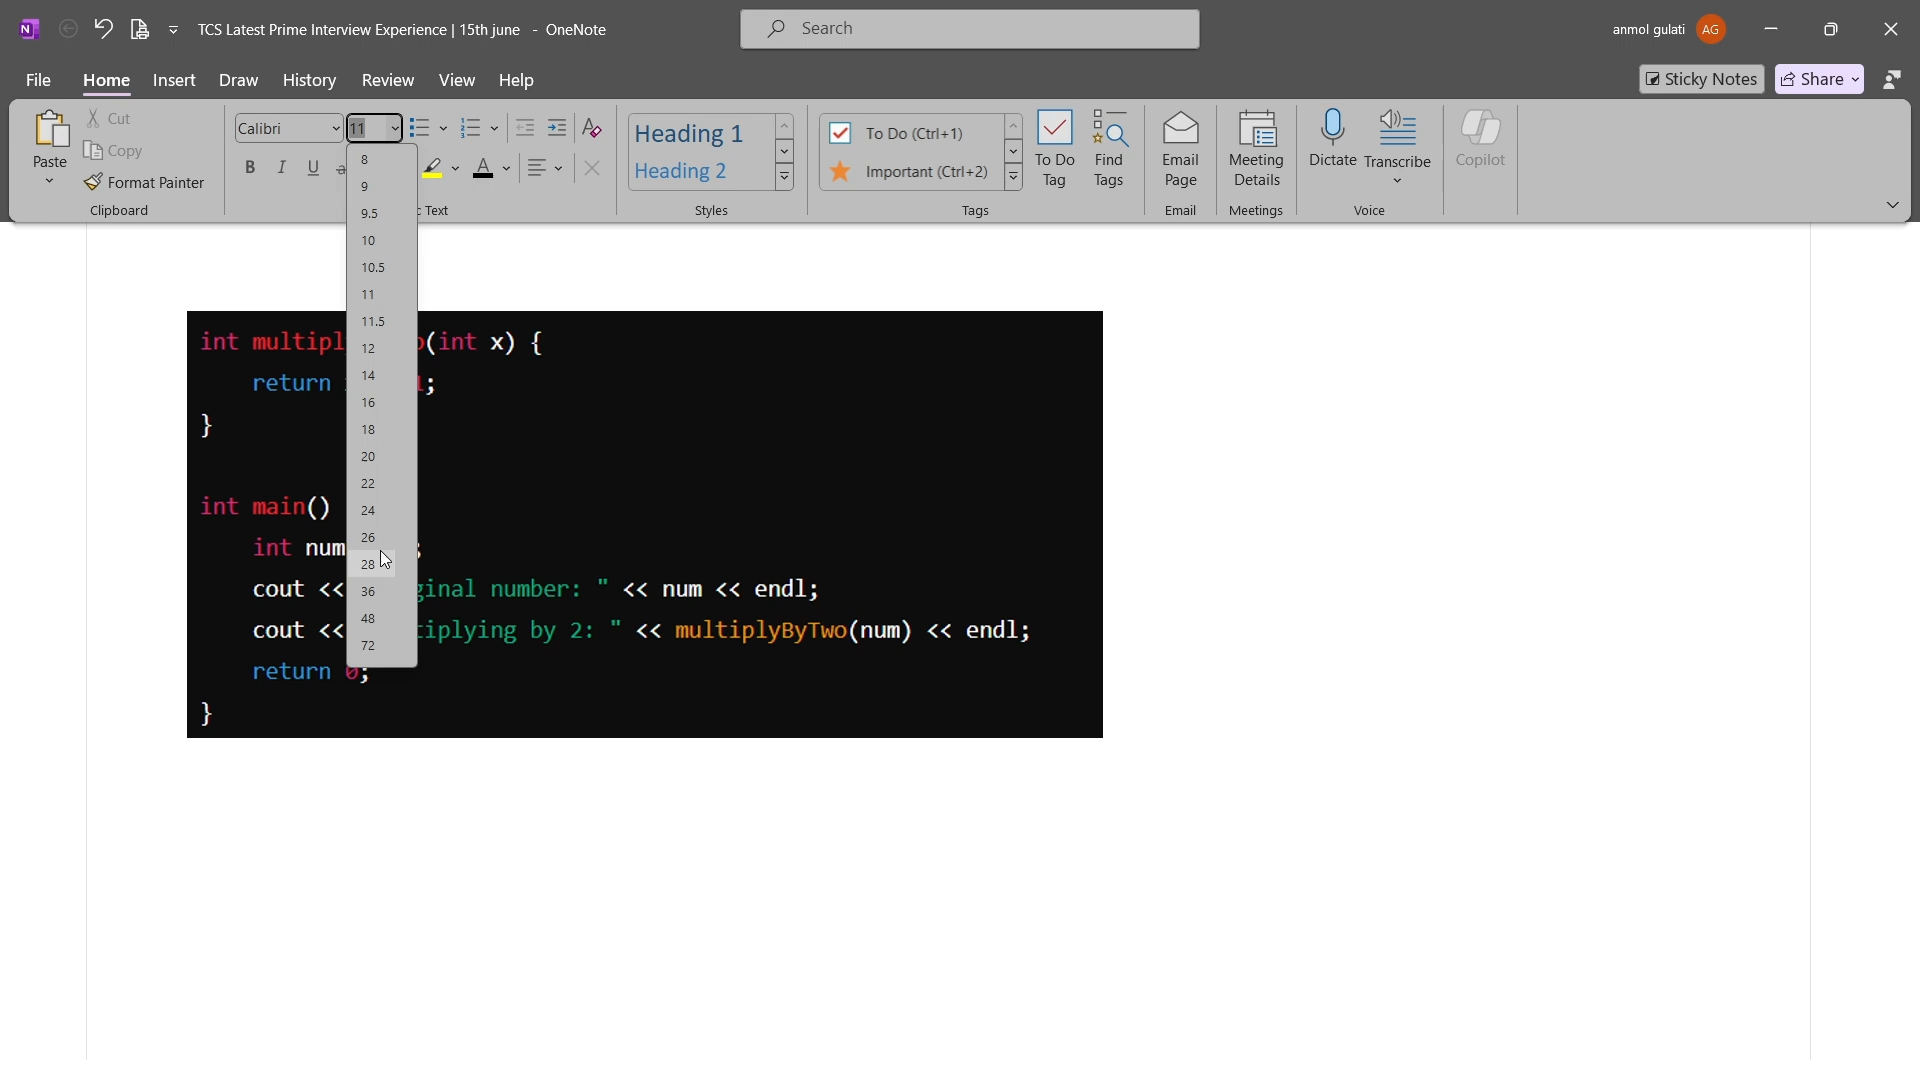 TCS Latest Prime Interview Experience | 15th june - OneNote
Search
anmol gulati
AG
File Home Insert Draw History Review View Help
Sticky Notes
Share
Paste
Cut
Copy
Format Painter
Clipboard
Calibri
11
B I U
Text
8
9
9.5
10
10.5
11
11.5
12
14
16
18
20
22
24
26
28
36
48
72
Heading 1
Heading 2
Styles
To Do (Ctrl+1)
Important (Ctrl+2)
To Do
Tag
Find
Tags
Tags
Email
Page
Email
Meeting
Details
Meetings
Dictate
Transcribe
Voice
Copilot
int multipl (int x) {
return ;
}
int main()
int num ;
cout << ginal number: " << num << endl;
cout << tiplying by 2: " << multiplyByTwo(num) << endl;
return 0;
}